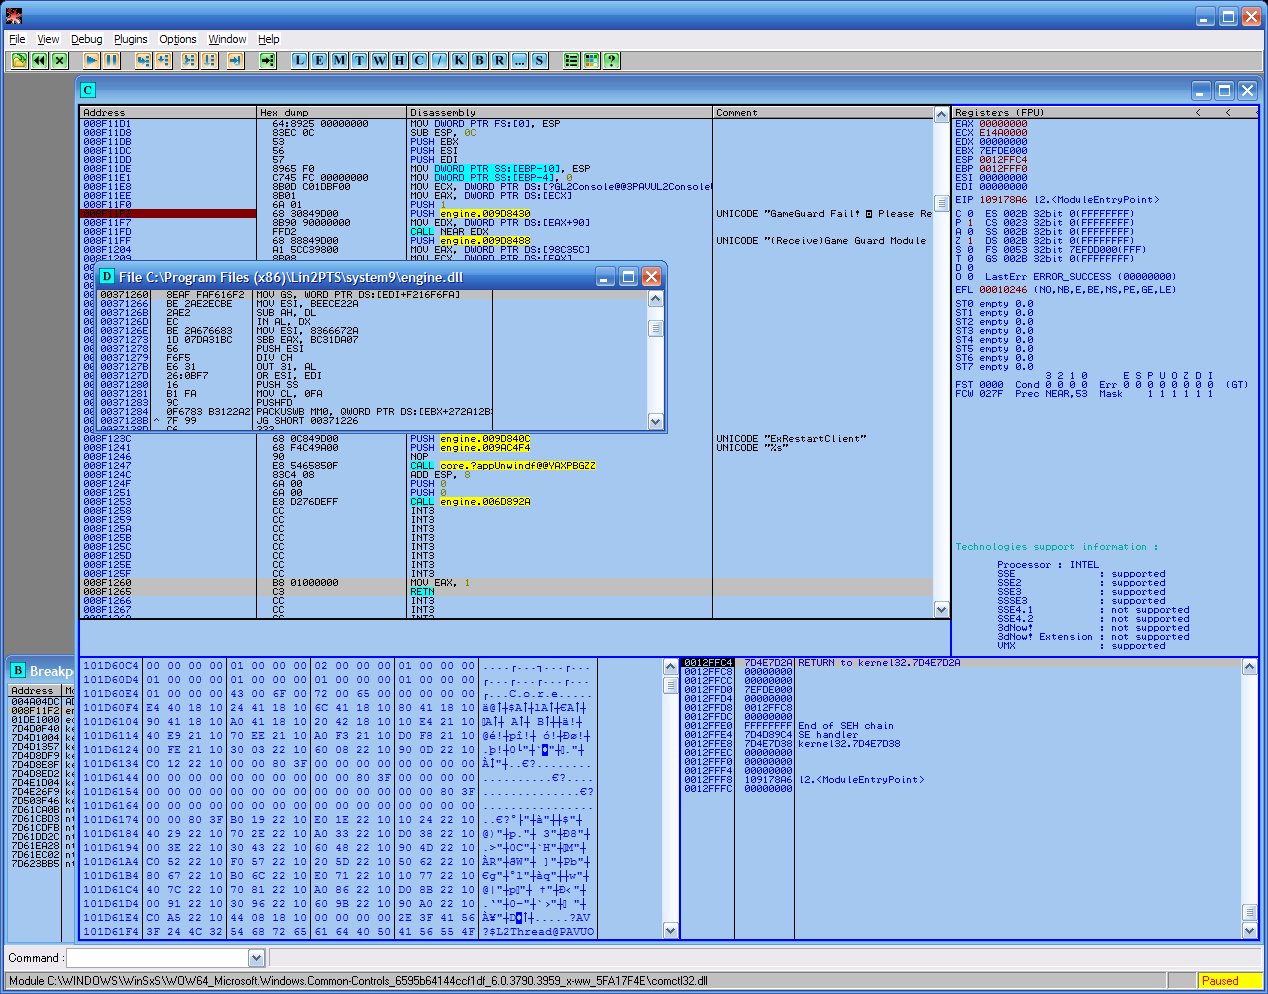 File View Debug Plugins Options Window Help
L E M T W H C / K B R ... S ?
C
Address Hex dump Disassembly Comment
008F11D1 64:8925 00000000 MOV DWORD PTR FS:[0], ESP
008F11D8 83EC 0C SUB ESP, 0C
008F11DB 53 PUSH EBX
008F11DC 56 PUSH ESI
008F11DD 57 PUSH EDI
008F11DE 8965 F0 MOV DWORD PTR SS:[EBP-10], ESP
008F11E1 C745 FC 00000000 MOV DWORD PTR SS:[EBP-4], 0
008F11E8 8B0D C01DBF00 MOV ECX, DWORD PTR DS:[?GL2Console@@3PAVUL2Console
008F11EE 8B01 MOV EAX, DWORD PTR DS:[ECX]
008F11F0 6A 01 PUSH 1
008F11F2 68 30849D00 PUSH engine.009D8430 UNICODE "GameGuard Fail! Please Re
008F11F7 8B90 90000000 MOV EDX, DWORD PTR DS:[EAX+90]
008F11FD FFD2 CALL NEAR EDX
008F11FF 68 88849D00 PUSH engine.009D8488 UNICODE "(Receive)Game Guard Module
008F1204 A1 5CC39800 MOV EAX, DWORD PTR DS:[98C35C]
8B08 MOV ECX, DWORD PTR DS:[EAX]
D File C:\Program Files (x86)\Lin2PTS\system9\engine.dll
00371260 8EAF FAF616F2 MOV GS, WORD PTR DS:[EDI+F216F6FA]
00371266 BE 2AE2ECBE MOV ESI, BEECE22A
0037126B 2AE2 SUB AH, DL
0037126D EC IN AL, DX
0037126E BE 2A676683 MOV ESI, 8366672A
00371273 1D 07DA31BC SBB EAX, BC31DA07
00371278 56 PUSH ESI
00371279 F6F5 DIV CH
0037127B E6 31 OUT 31, AL
0037127D 26:0BF7 OR ESI, EDI
00371280 16 PUSH SS
00371281 B1 FA MOV CL, 0FA
00371283 9C PUSHFD
00371284 0F6783 B3122A2 PACKUSWB MM0, QWORD PTR DS:[EBX+272A12B
0037128B ^ 7F 99 JG SHORT 00371226
008F123C 68 0C849D00 PUSH engine.009D840C UNICODE "ExRestartClient"
008F1241 68 F4C49A00 PUSH engine.009AC4F4 UNICODE "%s"
008F1246 90 NOP
008F1247 E8 5465850F CALL core.?appUnwindf@@YAXPBGZZ
008F124C 83C4 08 ADD ESP, 8
008F124F 6A 00 PUSH 0
008F1251 6A 00 PUSH 0
008F1253 E8 D276DEFF CALL engine.006D892A
008F1258 CC INT3
008F1259 CC INT3
008F125A CC INT3
008F125B CC INT3
008F125C CC INT3
008F125D CC INT3
008F125E CC INT3
008F125F CC INT3
008F1260 B8 01000000 MOV EAX, 1
008F1265 C3 RETN
008F1266 CC INT3
008F1267 CC INT3
Registers (FPU) < < <
EAX 00000000
ECX E14A0000
EDX 00000000
EBX 7EFDE000
ESP 0012FFC4
EBP 0012FFF0
ESI 00000000
EDI 00000000
EIP 109178A6 l2.<ModuleEntryPoint>
C 0 ES 002B 32bit 0(FFFFFFFF)
P 1 CS 0023 32bit 0(FFFFFFFF)
A 0 SS 002B 32bit 0(FFFFFFFF)
Z 1 DS 002B 32bit 0(FFFFFFFF)
S 0 FS 0053 32bit 7EFDD000(FFF)
T 0 GS 002B 32bit 0(FFFFFFFF)
D 0
O 0 LastErr ERROR_SUCCESS (00000000)
EFL 00010246 (NO,NB,E,BE,NS,PE,GE,LE)
ST0 empty 0.0
ST1 empty 0.0
ST2 empty 0.0
ST3 empty 0.0
ST4 empty 0.0
ST5 empty 0.0
ST6 empty 0.0
ST7 empty 0.0
3 2 1 0 E S P U O Z D I
FST 0000 Cond 0 0 0 0 Err 0 0 0 0 0 0 0 0 (GT)
FCW 027F Prec NEAR,53 Mask 1 1 1 1 1 1
Technologies support information :
Processor : INTEL
SSE : supported
SSE2 : supported
SSE3 : supported
SSSE3 : supported
SSE4.1 : not supported
SSE4.2 : not supported
3dNow! : not supported
3dNow! Extension : not supported
VMX : supported
B Breakp
Address
004A04DC
008F11F2
01DE1000
7D4D0F40
7D4D1004
7D4D1357
7D4D8DF9
7D4D8E3F
7D4D8ED2
7D4E1004
7D4E26F9
7D503F46
7D61CA0B
7D61CBD3
7D61CDFB
7D61DD2C
7D61EA28
7D61EC02
7D623BB5
101D60C4 00 00 00 00 01 00 00 00 02 00 00 00 01 00 00 00
101D60D4 01 00 00 00 01 00 00 00 01 00 00 00 01 00 00 00
101D60E4 01 00 00 00 43 00 6F 00 72 00 65 00 00 00 00 00
101D60F4 E4 40 18 10 24 41 18 10 6C 41 18 10 80 41 18 10
101D6104 90 41 18 10 A0 41 18 10 20 42 18 10 10 E4 21 10
101D6114 40 E9 21 10 70 EE 21 10 A0 F3 21 10 D0 F8 21 10
101D6124 00 FE 21 10 30 03 22 10 60 08 22 10 90 0D 22 10
101D6134 C0 12 22 10 00 00 80 3F 00 00 00 00 00 00 00 00
101D6144 00 00 00 00 00 00 00 00 00 00 80 3F 00 00 00 00
101D6154 00 00 00 00 00 00 00 00 00 00 00 00 00 00 80 3F
101D6164 00 00 00 00 00 00 00 00 00 00 00 00 00 00 00 00
101D6174 00 00 80 3F B0 19 22 10 E0 1E 22 10 10 24 22 10
101D6184 40 29 22 10 70 2E 22 10 A0 33 22 10 D0 38 22 10
101D6194 00 3E 22 10 30 43 22 10 60 48 22 10 90 4D 22 10
101D61A4 C0 52 22 10 F0 57 22 10 20 5D 22 10 50 62 22 10
101D61B4 80 67 22 10 B0 6C 22 10 E0 71 22 10 10 77 22 10
101D61C4 40 7C 22 10 70 81 22 10 A0 86 22 10 D0 8B 22 10
101D61D4 00 91 22 10 30 96 22 10 60 9B 22 10 90 A0 22 10
101D61E4 C0 A5 22 10 44 08 18 10 00 00 00 00 2E 3F 41 56
101D61F4 3F 24 4C 32 54 68 72 65 61 64 40 50 41 56 55 4F ?$L2Thread@PAVUO
0012FFC4 7D4E7D2A RETURN to kernel32.7D4E7D2A
0012FFC8 00000000
0012FFCC 00000000
0012FFD0 7EFDE000
0012FFD4 00000000
0012FFD8 0012FFC8
0012FFDC 00000000
0012FFE0 FFFFFFFF End of SEH chain
0012FFE4 7D4D89C4 SE handler
0012FFE8 7D4E7D38 kernel32.7D4E7D38
0012FFEC 00000000
0012FFF0 00000000
0012FFF4 00000000
0012FFF8 109178A6 l2.<ModuleEntryPoint>
0012FFFC 00000000
Command :
Module C:\WINDOWS\WinSxS\WOW64_Microsoft.Windows.Common-Controls_6595b64144ccf1df_6.0.3790.3959_x-ww_5FA17F4E\comctl32.dll Paused